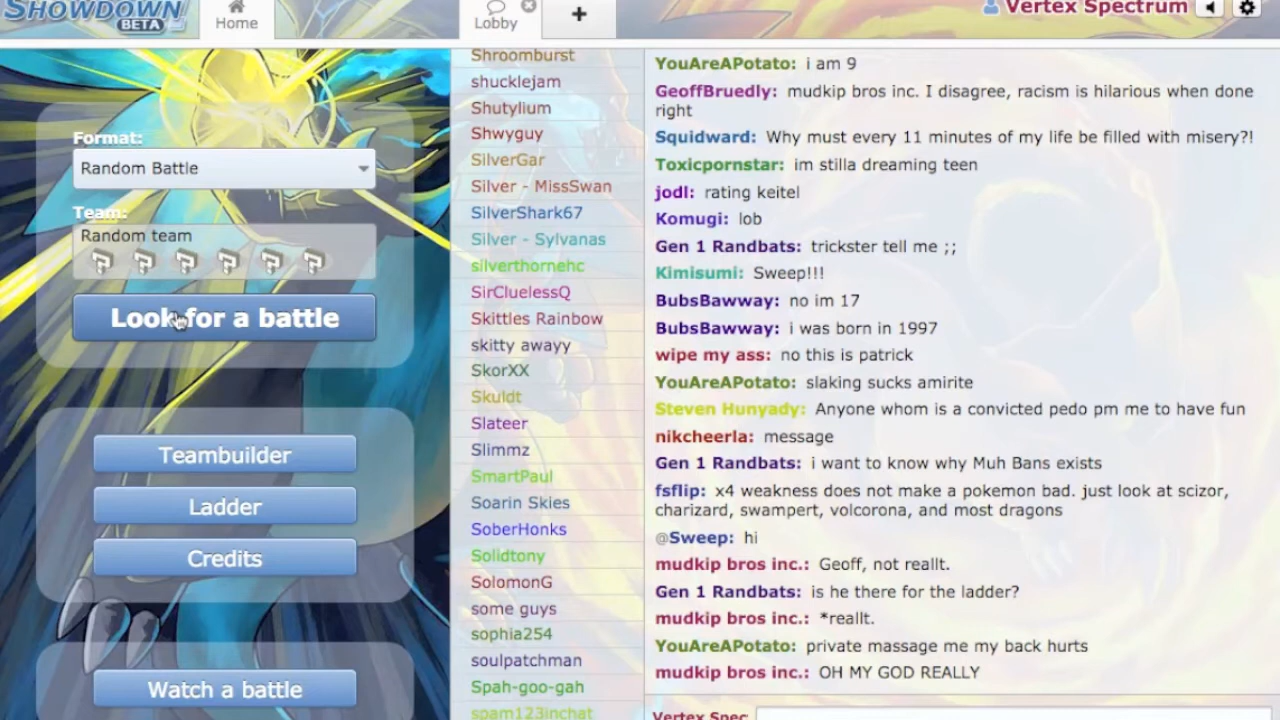 SHOWDOWN
BETA
Home
Lobby
+
Vertex Spectrum
Format:
Random Battle
Team:
Random team
Look for a battle
Teambuilder
Ladder
Credits
Watch a battle
Shroomburst
shucklejam
Shutylium
Shwyguy
SilverGar
Silver - MissSwan
SilverShark67
Silver - Sylvanas
silverthornehc
SirCluelessQ
Skittles Rainbow
skitty awayy
SkorXX
Skuldt
Slateer
Slimmz
SmartPaul
Soarin Skies
SoberHonks
Solidtony
SolomonG
some guys
sophia254
soulpatchman
Spah-goo-gah
spam123inchat
YouAreAPotato: i am 9
GeoffBruedly: mudkip bros inc. I disagree, racism is hilarious when done
right
Squidward: Why must every 11 minutes of my life be filled with misery?!
Toxicpornstar: im stilla dreaming teen
jodl: rating keitel
Komugi: lob
Gen 1 Randbats: trickster tell me ;;
Kimisumi: Sweep!!!
BubsBawway: no im 17
BubsBawway: i was born in 1997
wipe my ass: no this is patrick
YouAreAPotato: slaking sucks amirite
Steven Hunyady: Anyone whom is a convicted pedo pm me to have fun
nikcheerla: message
Gen 1 Randbats: i want to know why Muh Bans exists
fsflip: x4 weakness does not make a pokemon bad. just look at scizor,
charizard, swampert, volcorona, and most dragons
@Sweep: hi
mudkip bros inc.: Geoff, not reallt.
Gen 1 Randbats: is he there for the ladder?
mudkip bros inc.: *reallt.
YouAreAPotato: private massage me my back hurts
mudkip bros inc.: OH MY GOD REALLY
Vertex Spec: